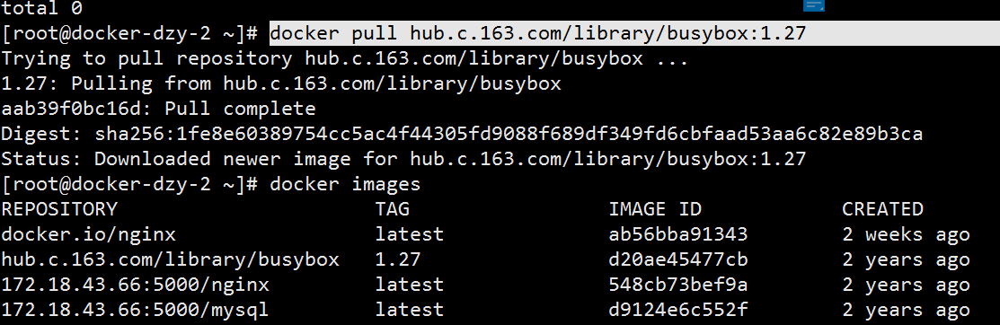 total 0
[root@docker-dzy-2 ~]# docker pull hub.c.163.com/library/busybox:1.27
Trying to pull repository hub.c.163.com/library/busybox ...
1.27: Pulling from hub.c.163.com/library/busybox
aab39f0bc16d: Pull complete
Digest: sha256:1fe8e60389754cc5ac4f44305fd9088f689df349fd6cbfaad53aa6c82e89b3ca
Status: Downloaded newer image for hub.c.163.com/library/busybox:1.27
[root@docker-dzy-2 ~]# docker images
REPOSITORY TAG IMAGE ID CREATED
docker.io/nginx latest ab56bba91343 2 weeks ago
hub.c.163.com/library/busybox 1.27 d20ae45477cb 2 years ago
172.18.43.66:5000/nginx latest 548cb73bef9a 2 years ago
172.18.43.66:5000/mysql latest d9124e6c552f 2 years ago